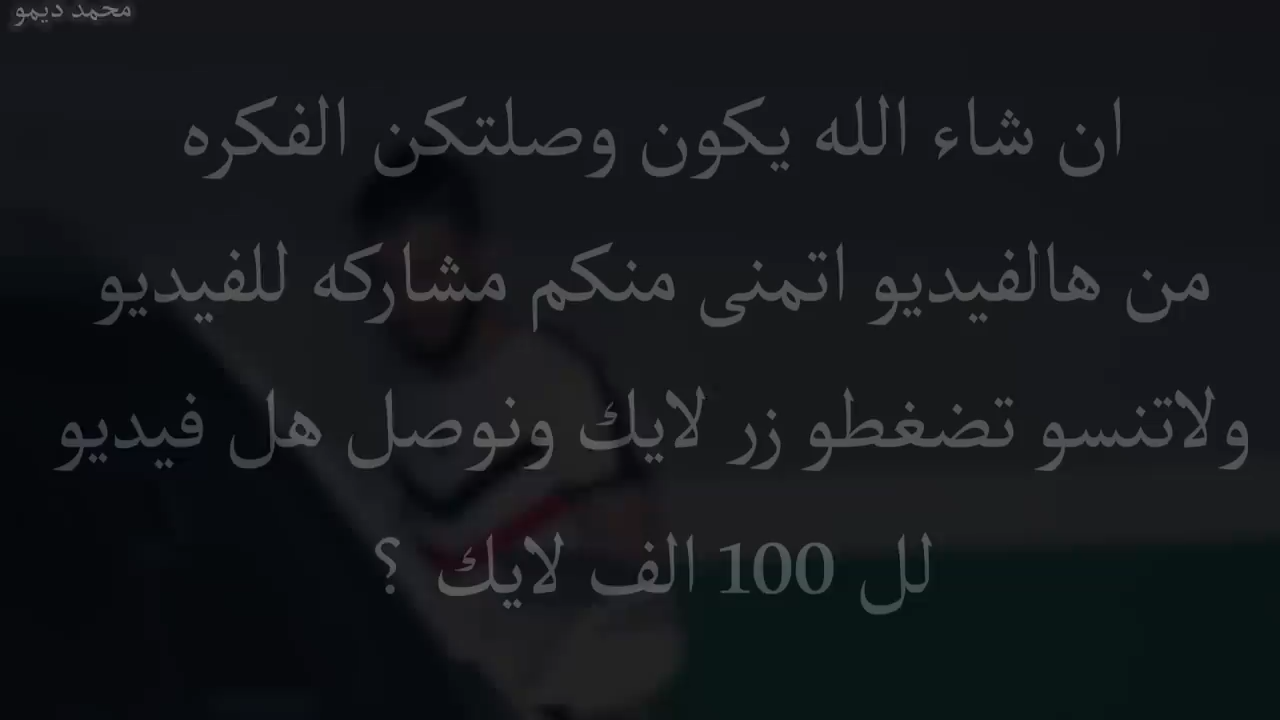 محمد ديمو
ان شاء الله يكون وصلتكن الفكره
من هالفيديو اتمنى منكم مشاركه للفيديو
ولاتنسو تضغطو زر لايك ونوصل هل فيديو
لل 100 الف لايك ؟